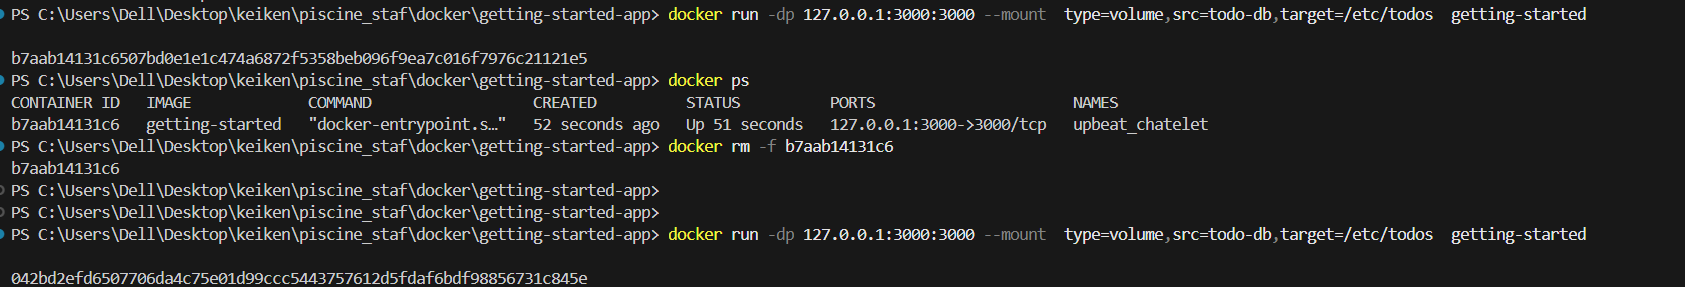 PS C:\Users\Dell\Desktop\keiken\piscine_staf\docker\getting-started-app> docker run -dp 127.0.0.1:3000:3000 --mount  type=volume,src=todo-db,target=/etc/todos  getting-started
b7aab14131c6507bd0e1e1c474a6872f5358beb096f9ea7c016f7976c21121e5
PS C:\Users\Dell\Desktop\keiken\piscine_staf\docker\getting-started-app> docker ps
CONTAINER ID   IMAGE             COMMAND                  CREATED          STATUS          PORTS                      NAMES
b7aab14131c6   getting-started   "docker-entrypoint.s…"   52 seconds ago   Up 51 seconds   127.0.0.1:3000->3000/tcp   upbeat_chatelet
PS C:\Users\Dell\Desktop\keiken\piscine_staf\docker\getting-started-app> docker rm -f b7aab14131c6
b7aab14131c6
PS C:\Users\Dell\Desktop\keiken\piscine_staf\docker\getting-started-app>
PS C:\Users\Dell\Desktop\keiken\piscine_staf\docker\getting-started-app>
PS C:\Users\Dell\Desktop\keiken\piscine_staf\docker\getting-started-app> docker run -dp 127.0.0.1:3000:3000 --mount  type=volume,src=todo-db,target=/etc/todos  getting-started
042bd2efd6507706da4c75e01d99ccc5443757612d5fdaf6bdf98856731c845e